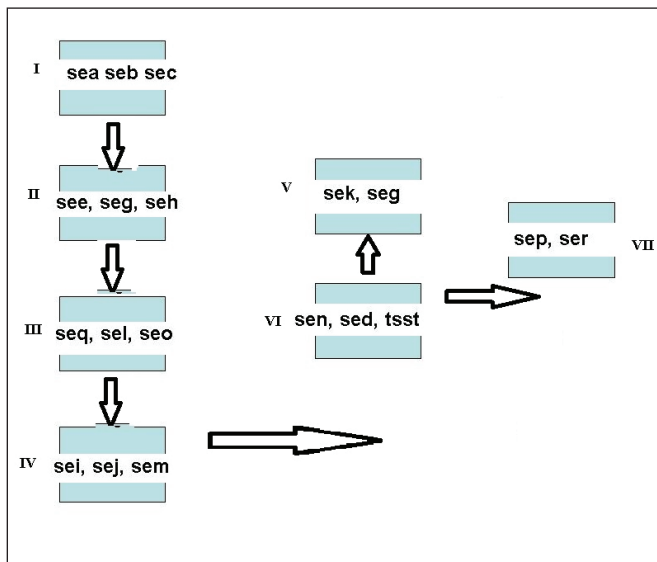 I
sea seb sec
II
see, seg, seh
III
seq, sel, seo
IV
sei, sej, sem
V
sek, seg
VI
sen, sed, tsst
sep, ser
VII